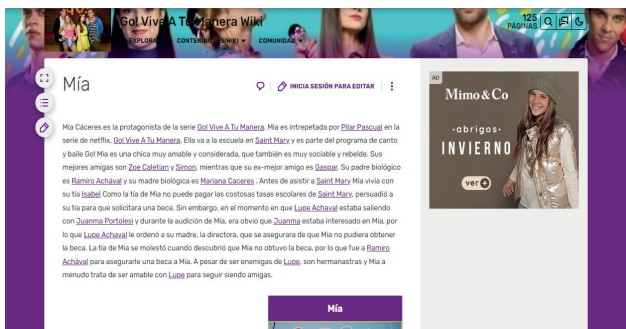 Go! Vive A Tu Manera Wiki
125
PÁGINAS
EXPLORAR
CONTENIDO DEL WIKI
COMUNIDAD
Mía
INICIA SESIÓN PARA EDITAR
Mía Cáceres es la protagonista de la serie Go! Vive A Tu Manera. Mia es intrepetada por Pilar Pascual en la
serie de netflix, Go! Vive A Tu Manera. Ella va a la escuela en Saint Mary y es parte del programa de canto
y baile Go! Mia es una chica muy amable y considerada, que también es muy sociable y rebelde. Sus
mejores amigas son Zoe Caletian y Simon, mientras que su ex-mejor amigo es Gaspar. Su padre biológico
es Ramiro Achával y su madre biológica es Mariana Caceres . Antes de asistir a Saint Mary Mia vivía con
su tía Isabel Como la tía de Mia no puede pagar las costosas tasas escolares de Saint Mary, persuadió a
su tía para que solicitara una beca. Sin embargo, en el momento en que Lupe Achaval estaba saliendo
con Juanma Portolesi y durante la audición de Mia, era obvio que Juanma estaba interesado en Mia, por
lo que Lupe Achaval le ordenó a su madre, la directora, que se asegurara de que Mia no pudiera obtener
la beca. La tía de Mia se molestó cuando descubrió que Mia no obtuvo la beca, por lo que fue a Ramiro
Achával para asegurarle una beca a Mia. A pesar de ser enemigas de Lupe, son hermanastras y Mia a
menudo trata de ser amable con Lupe para seguir siendo amigas.
Mía
AD
Mimo&Co
·abrigos·
INVIERNO
ver